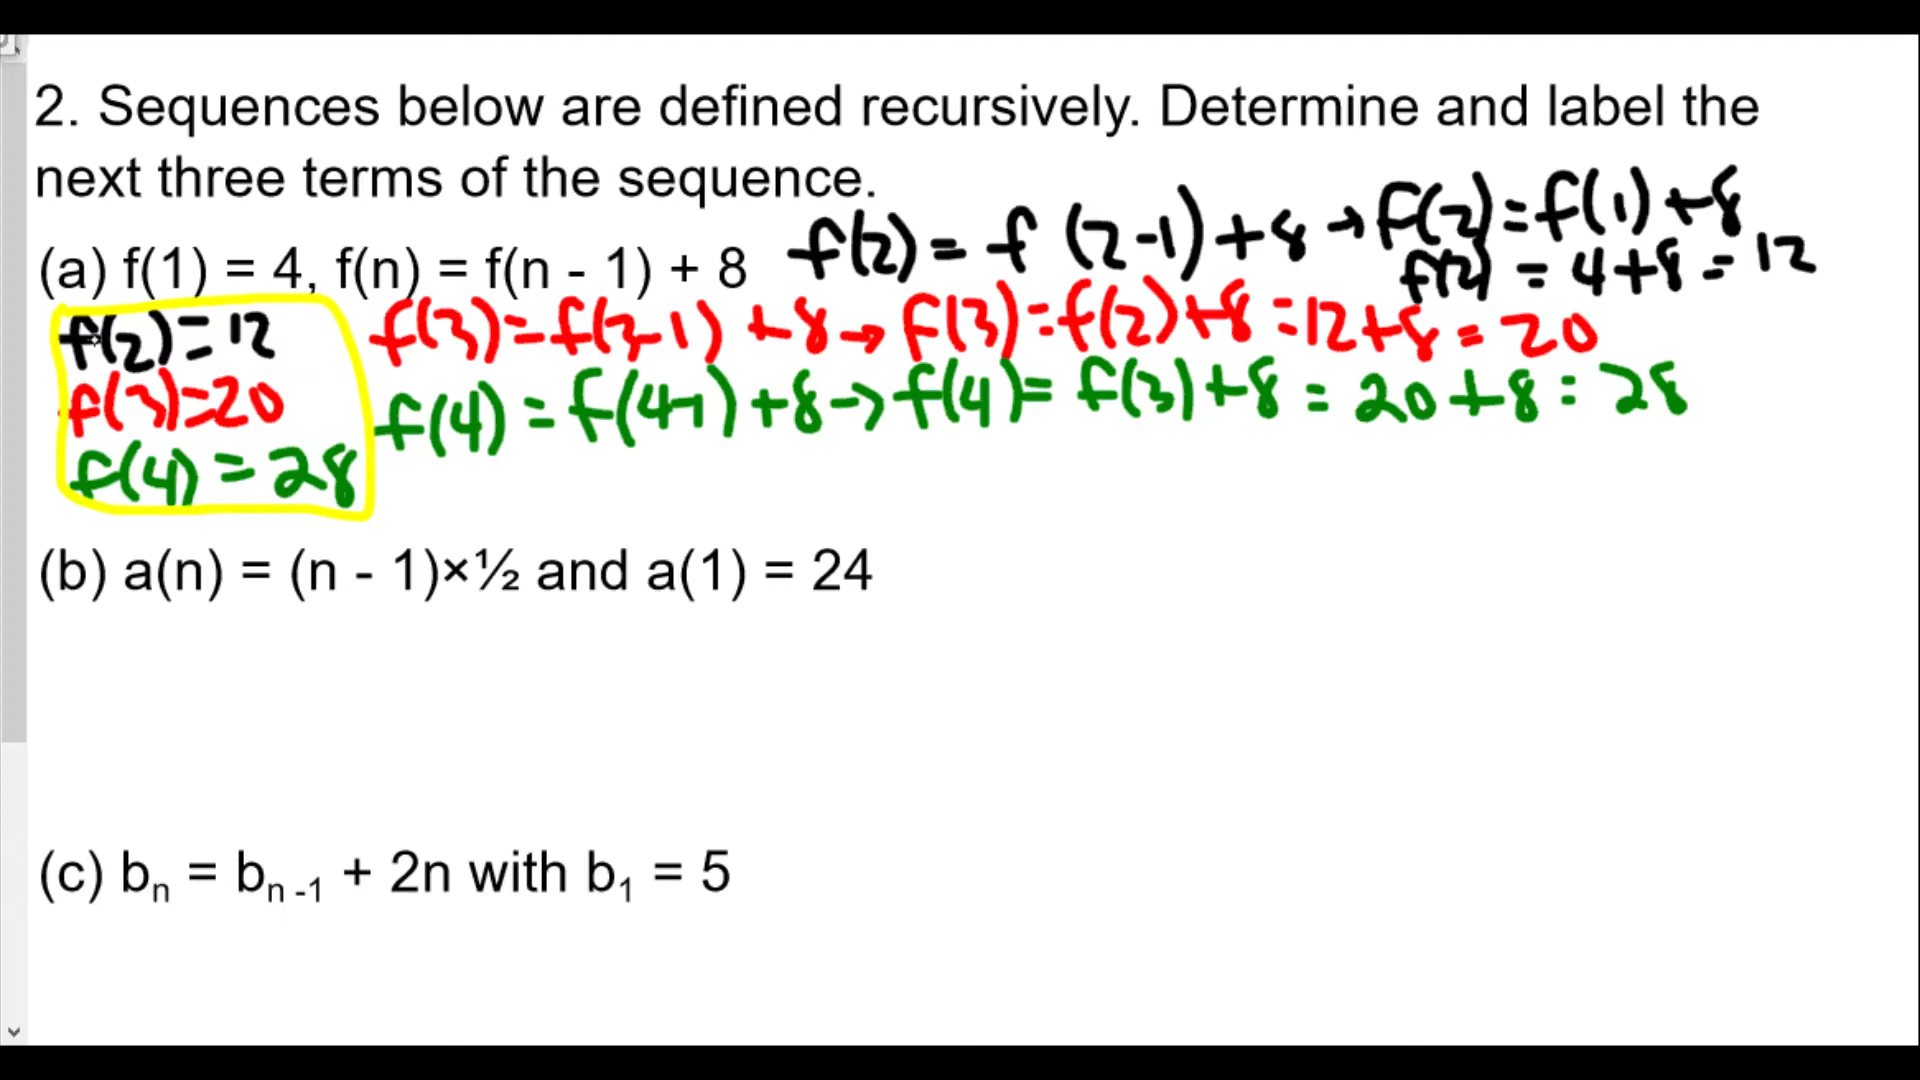 2. Sequences below are defined recursively. Determine and label the
next three terms of the sequence.
(a) f(1) = 4, f(n) = f(n - 1) + 8
f(2) = f(2-1)+8 → f(2) = f(1)+8
f(2) = 4+8 = 12
f(2) = 12
f(3) = f(3-1) +8 → f(3) = f(2)+8 = 12+8 = 20
f(3)=20
f(4) = f(4-1)+8 → f(4) = f(3)+8 = 20+8 = 28
f(4) = 28
(b) a(n) = (n - 1)×½ and a(1) = 24
(c) bₙ = bₙ ₋₁ + 2n with b₁ = 5